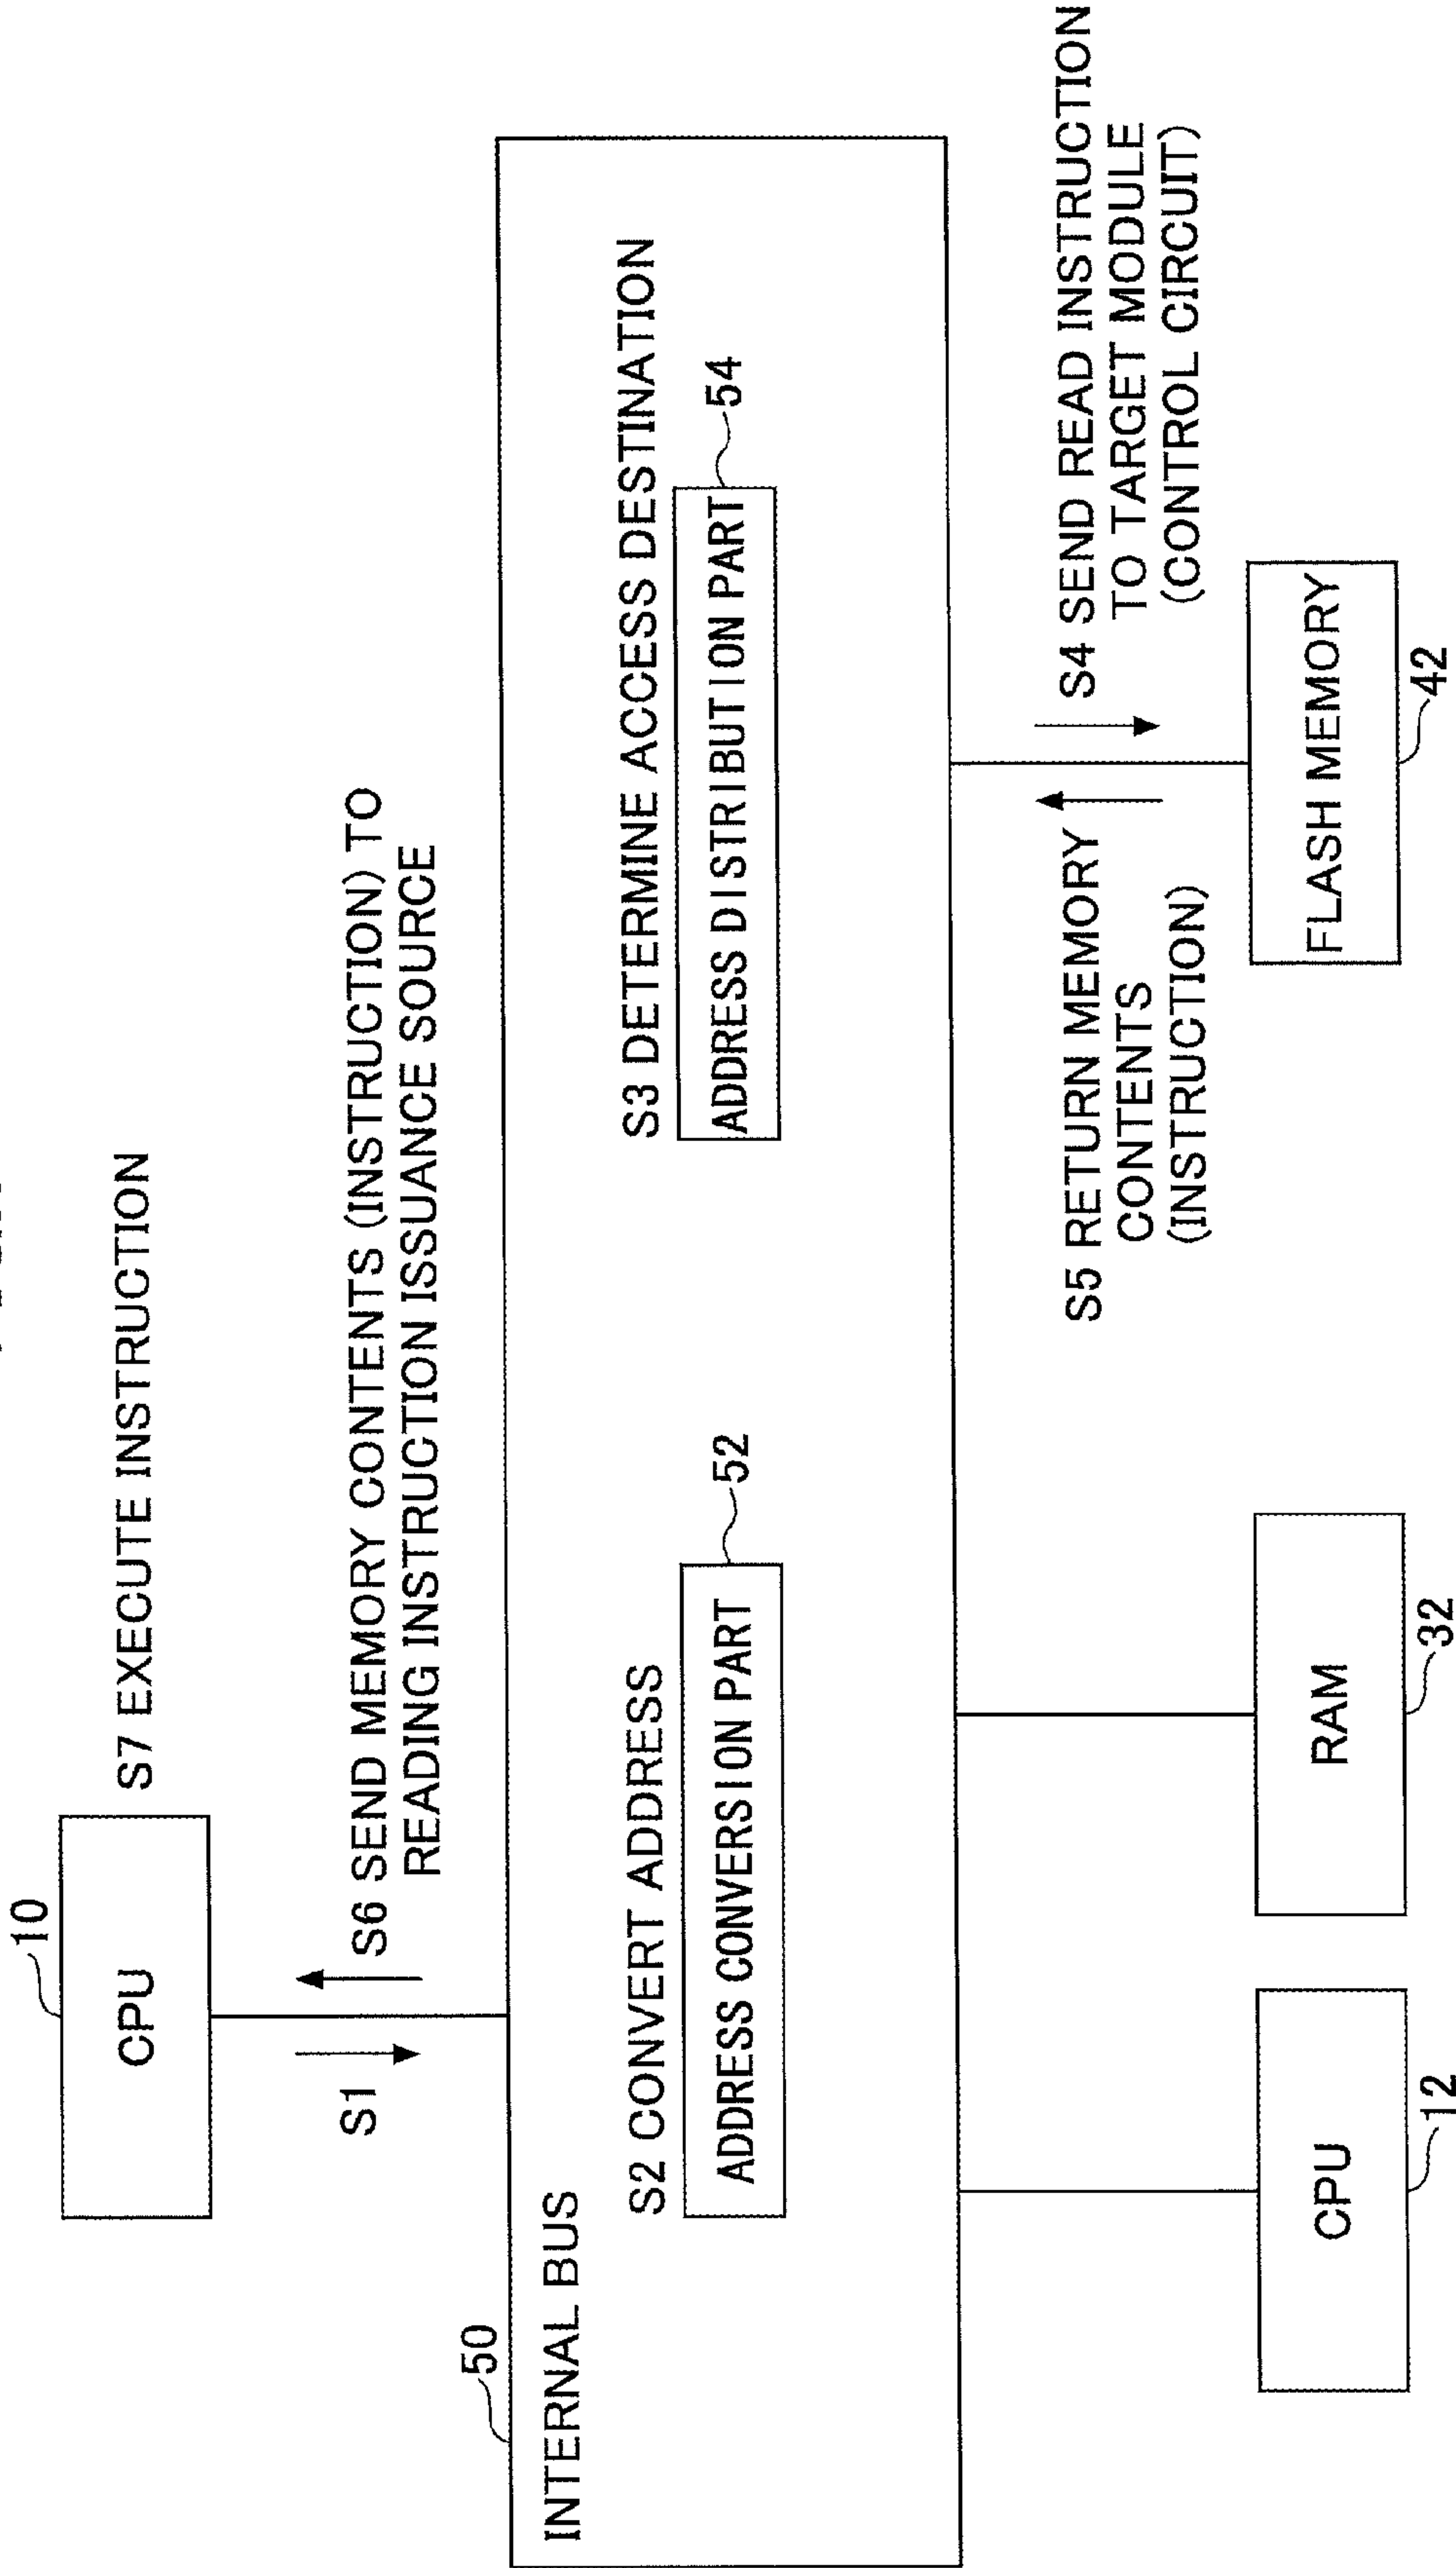 10
CPU
S7 EXECUTE INSTRUCTION
S1
S6 SEND MEMORY CONTENTS (INSTRUCTION) TO
READING INSTRUCTION ISSUANCE SOURCE
50
INTERNAL BUS
S2 CONVERT ADDRESS
ADDRESS CONVERSION PART
52
S3 DETERMINE ACCESS DESTINATION
ADDRESS DISTRIBUTION PART
54
S5 RETURN MEMORY
CONTENTS
(INSTRUCTION)
S4 SEND READ INSTRUCTION
TO TARGET MODULE
(CONTROL CIRCUIT)
CPU
12
RAM
32
FLASH MEMORY
42